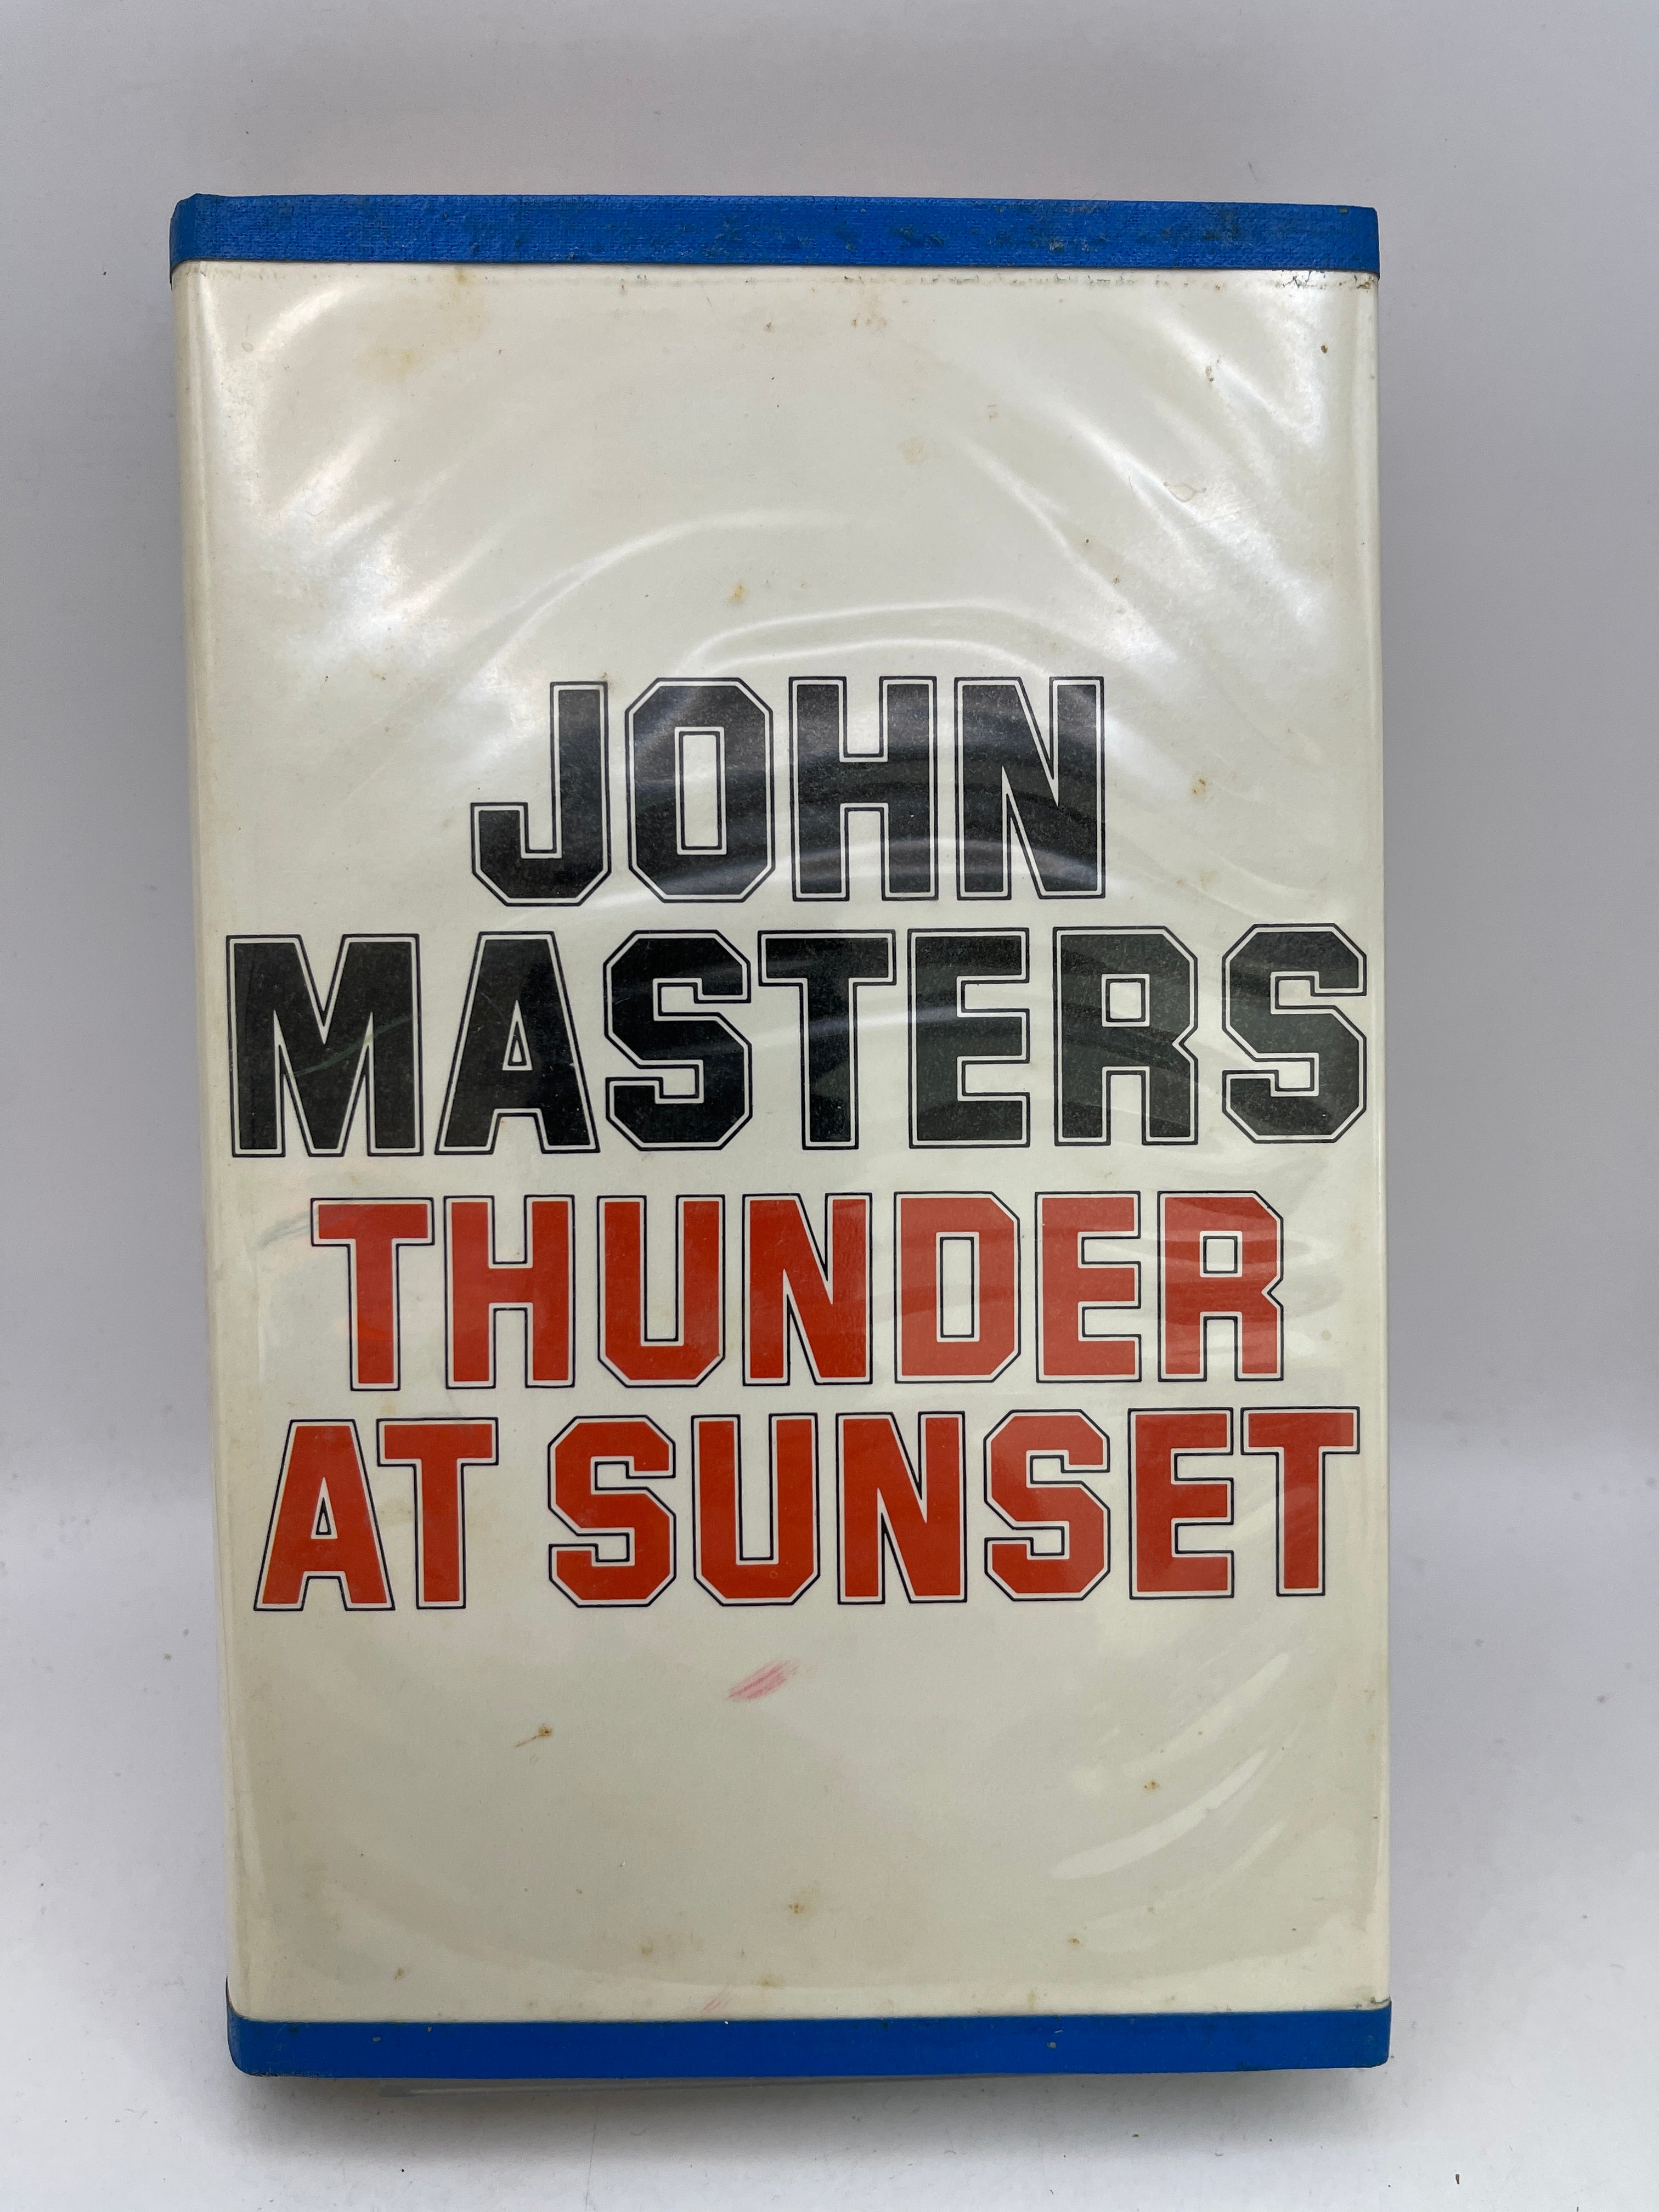 JOHN
MASTERS
THUNDER
AT SUNSET